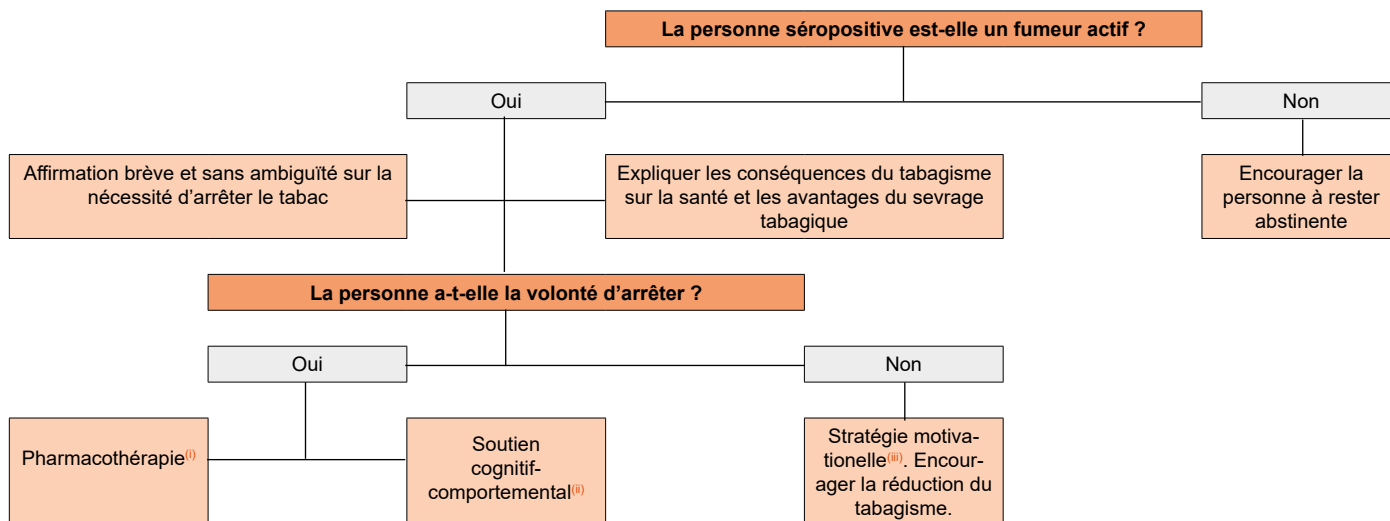 La personne séropositive est-elle un fumeur actif ?
Oui
Non
Affirmation brève et sans ambiguïté sur la
nécessité d’arrêter le tabac
Expliquer les conséquences du tabagisme
sur la santé et les avantages du sevrage
tabagique
Encourager la
personne à rester
abstinente
La personne a-t-elle la volonté d’arrêter ?
Oui
Non
Pharmacothérapie(i)
Soutien
cognitif-
comportemental(ii)
Stratégie motiva-
tionelle(iii). Encour-
ager la réduction du
tabagisme.